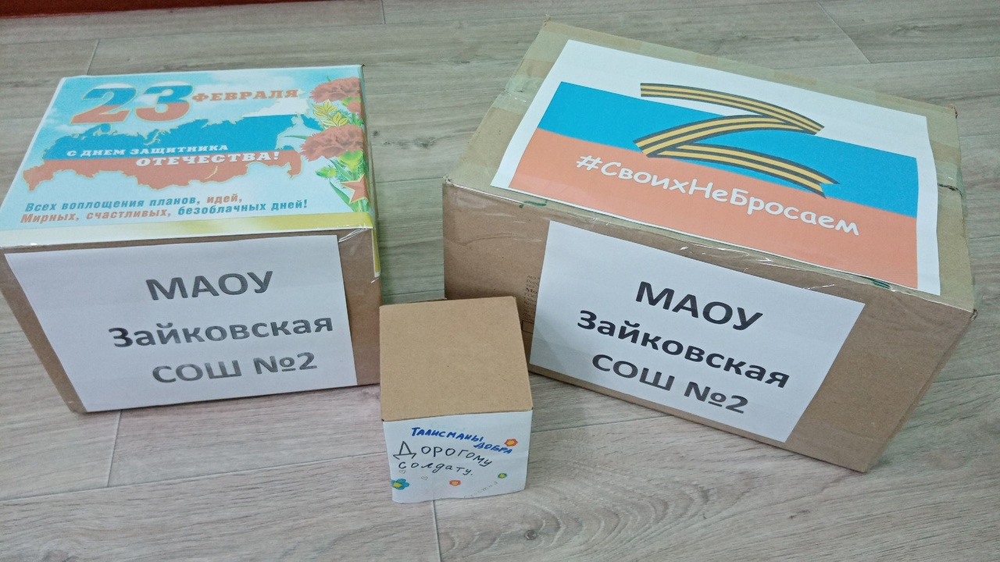 23 ФЕВРАЛЯ
С ДНЕМ ЗАЩИТНИКА
ОТЕЧЕСТВА!
Всех воплощения планов, идей,
Мирных, счастливых, безоблачных дней!
МАОУ
Зайковская
СОШ №2
Z
#СвоихНеБросаем
МАОУ
Зайковская
СОШ №2
Талисманы
добра
Дорогому
солдату.